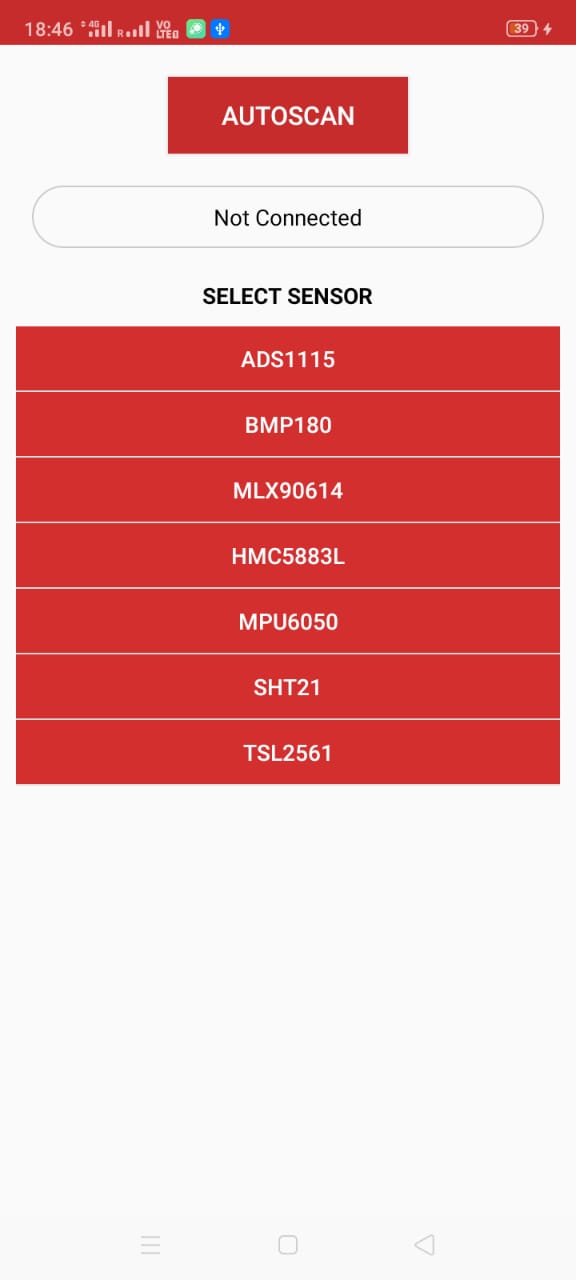 18:46 4G R VO LTE 39
AUTOSCAN
Not Connected
SELECT SENSOR
ADS1115
BMP180
MLX90614
HMC5883L
MPU6050
SHT21
TSL2561